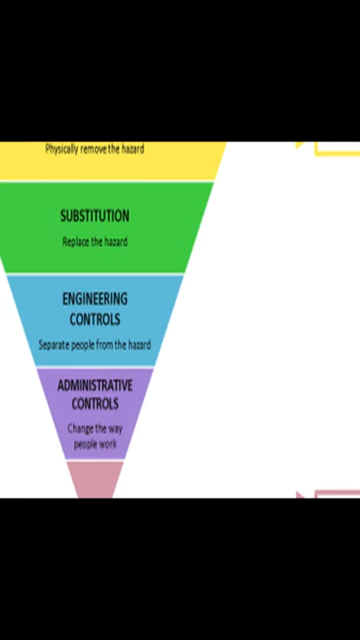 Physically remove the hazard
SUBSTITUTION
Replace the hazard
ENGINEERING
CONTROLS
Separate people from the hazard
ADMINISTRATIVE
CONTROLS
Change the way
people work